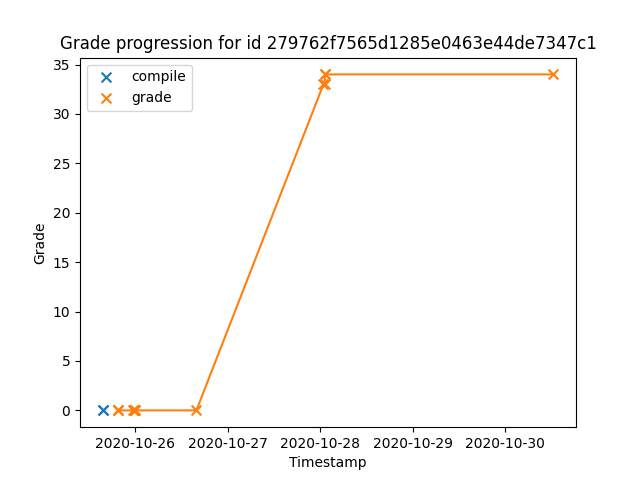 Grade progression for id 279762f7565d1285e0463e44de7347c1
compile
grade
35
30
25
20
15
10
5
0
Grade
2020-10-26 2020-10-27 2020-10-28 2020-10-29 2020-10-30
Timestamp